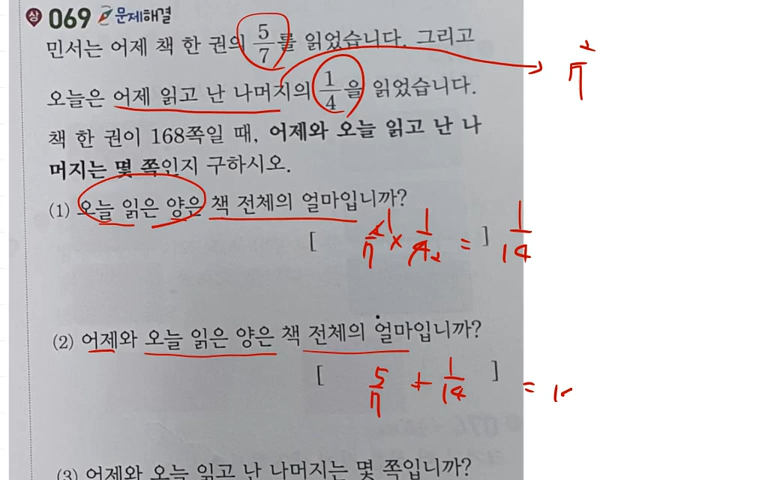 상 069 문제해결
민서는 어제 책 한 권의 5/7를 읽었습니다. 그리고
오늘은 어제 읽고 난 나머지의 1/4을 읽었습니다.
책 한 권이 168쪽일 때, 어제와 오늘 읽고 난 나
머지는 몇 쪽인지 구하시오.
2/7
(1) 오늘 읽은 양은 책 전체의 얼마입니까?
[ 2/7 1 × 1/4 2 = ] 1/14
(2) 어제와 오늘 읽은 양은 책 전체의 얼마입니까?
[ 5/7 + 1/14 ] = 1
(3) 어제와 오늘 읽고 난 나머지는 몇 쪽입니까?